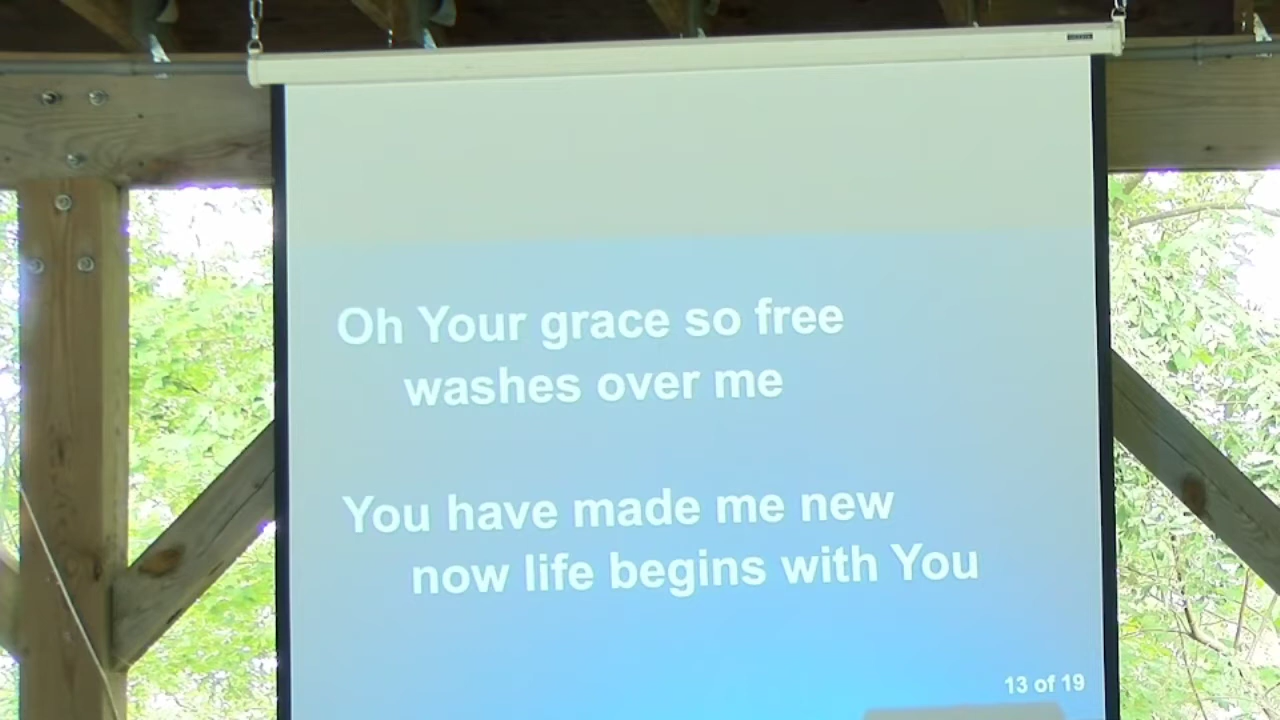 Oh Your grace so free
washes over me
You have made me new
now life begins with You
13 of 19